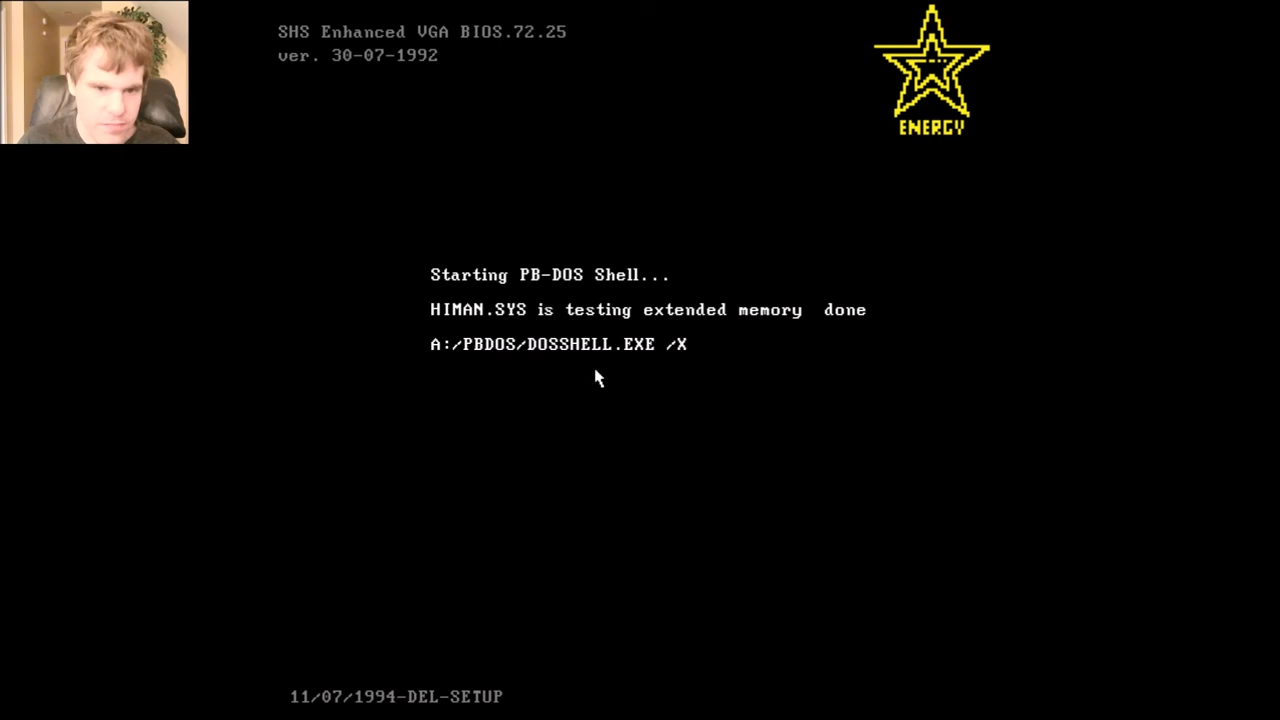 SHS Enhanced VGA BIOS.72.25
ver. 30-07-1992
ENERGY
Starting PB-DOS Shell...
HIMAN.SYS is testing extended memory  done
A:/PBDOS/DOSSHELL.EXE /X
11/07/1994-DEL-SETUP